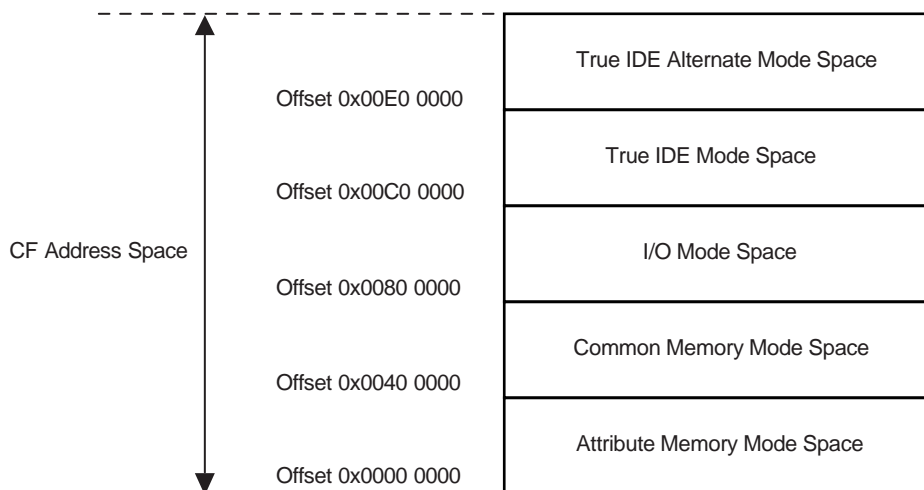 True IDE Alternate Mode Space
Offset 0x00E0 0000
True IDE Mode Space
Offset 0x00C0 0000
CF Address Space
I/O Mode Space
Offset 0x0080 0000
Common Memory Mode Space
Offset 0x0040 0000
Attribute Memory Mode Space
Offset 0x0000 0000